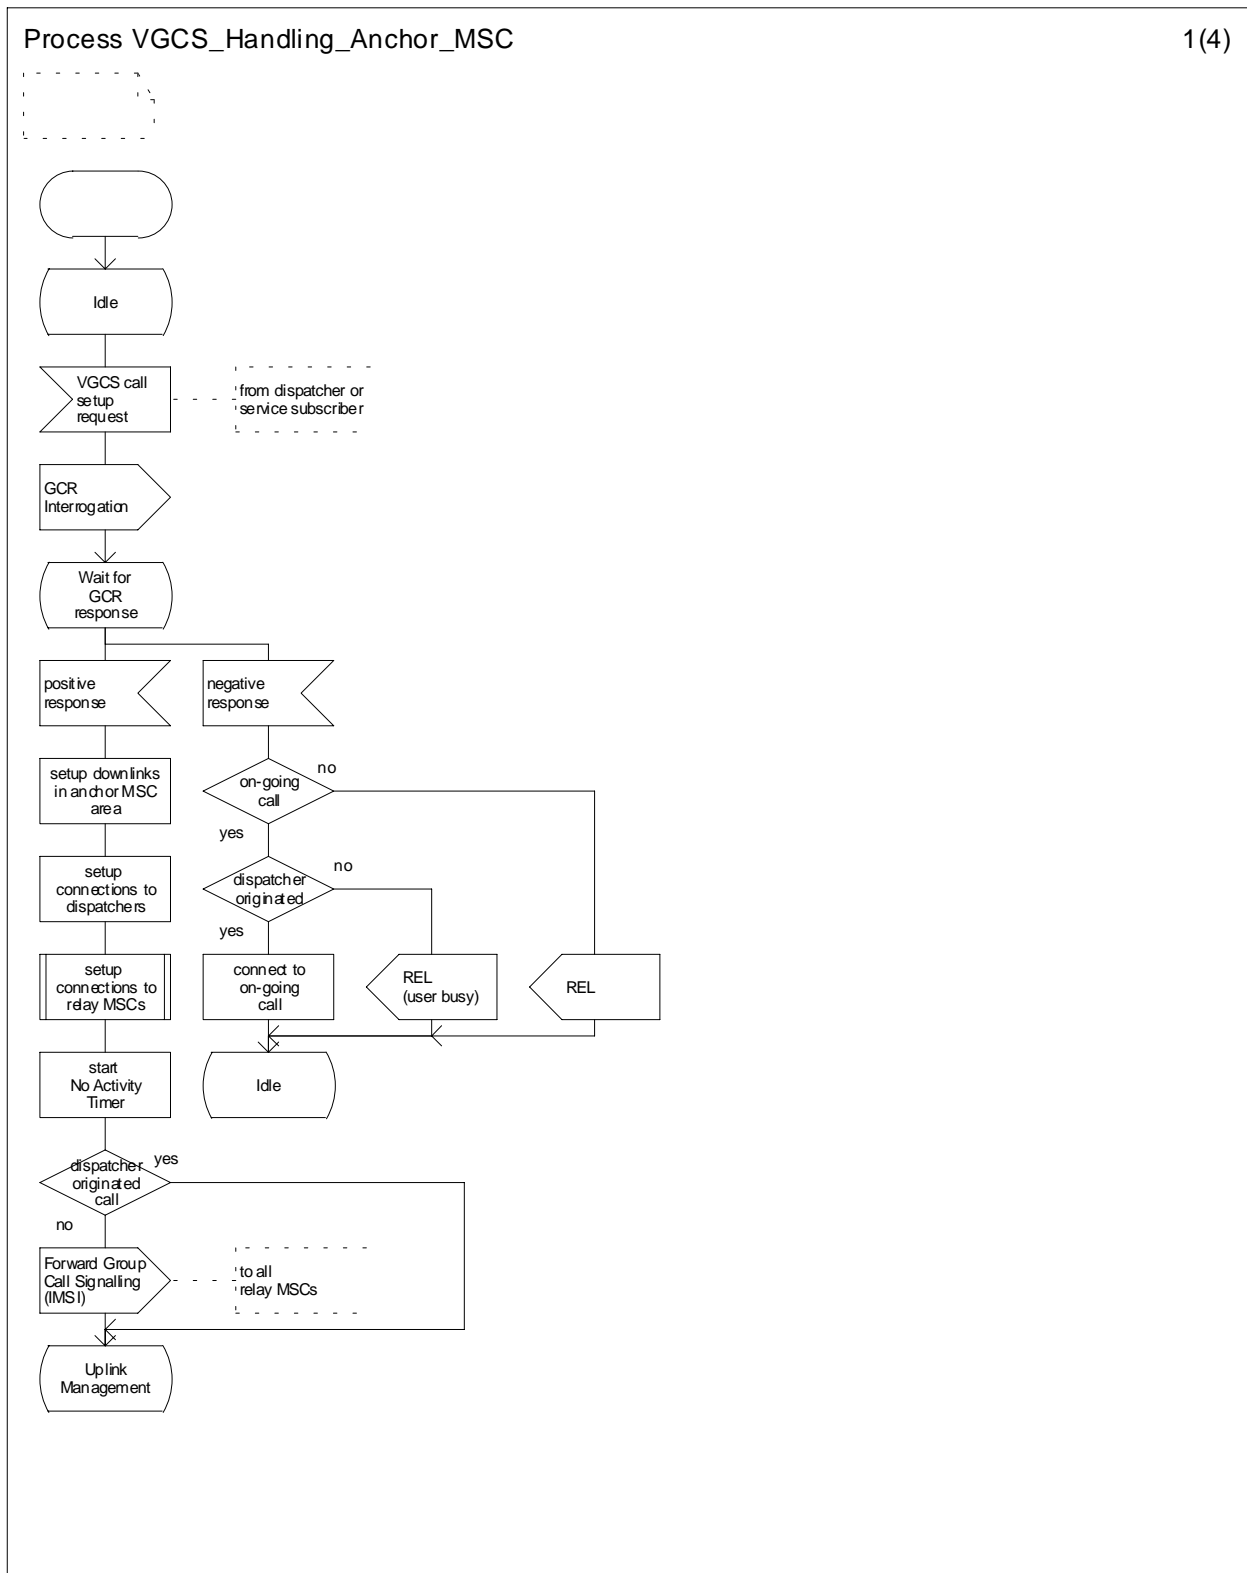 Process VGCS_Handling_Anchor_MSC
1(4)
Idle
VGCS call
setup
request
from dispatcher or
service subscriber
GCR
Interrogation
Wait for
GCR
response
positive
response
negative
response
setup downlinks
in anchor MSC
area
on-going
call
no
yes
setup
connections to
dispatchers
dispatcher
originated
no
yes
setup
connections to
relay MSCs
connect to
on-going
call
REL
(user busy)
REL
start
No Activity
Timer
Idle
dispatcher
originated
call
yes
no
Forward Group
Call Signalling
(IMSI)
to all
relay MSCs
Uplink
Management